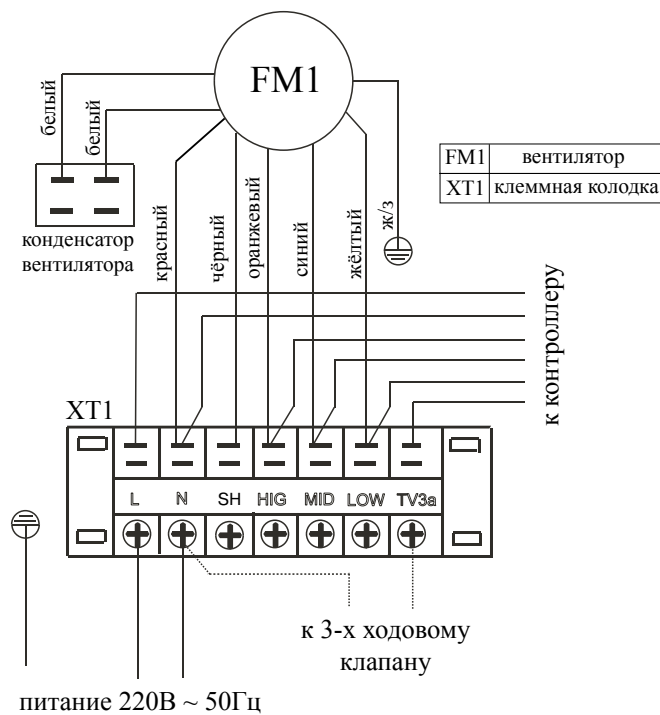 FM1
белый
белый
красный
чёрный
оранжевый
синий
жёлтый
ж/з
конденсатор
вентилятора
FM1 вентилятор
XT1 клеммная колодка
к контроллеру
XT1
L N SH HIG MID LOW TV3a
к 3-х ходовому
клапану
питание 220В ~ 50Гц